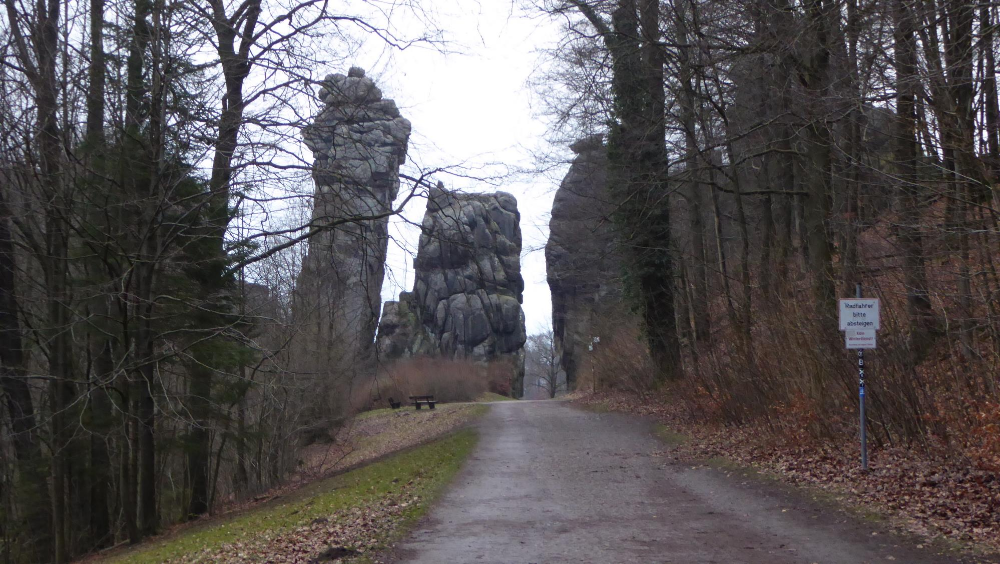 Radfahrer
bitte
absteigen
Kein
Winterdienst!